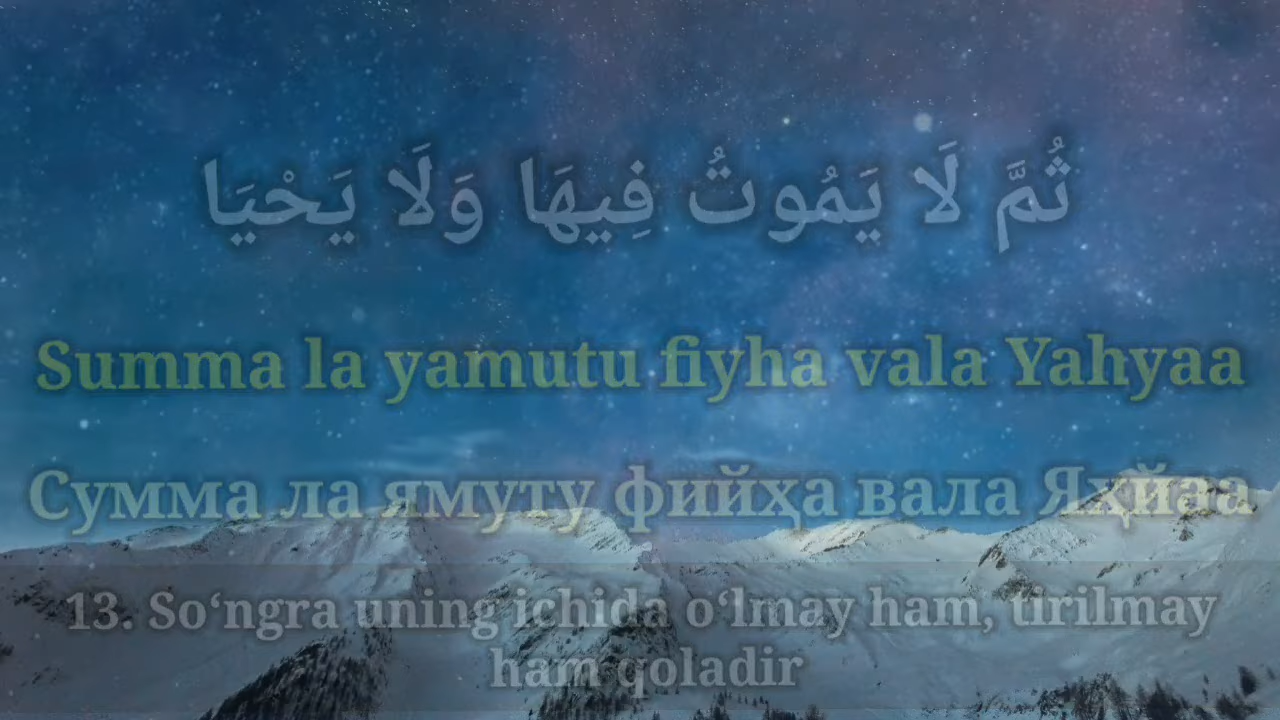 ثُمَّ لَا يَمُوتُ فِيهَا وَلَا يَحْيَا
Summa la yamutu fiyha vala Yahyaa
Сумма ла ямуту фийҳа вала Яҳйаа
13. So‘ngra uning ichida o‘lmay ham, tirilmay
ham qoladir